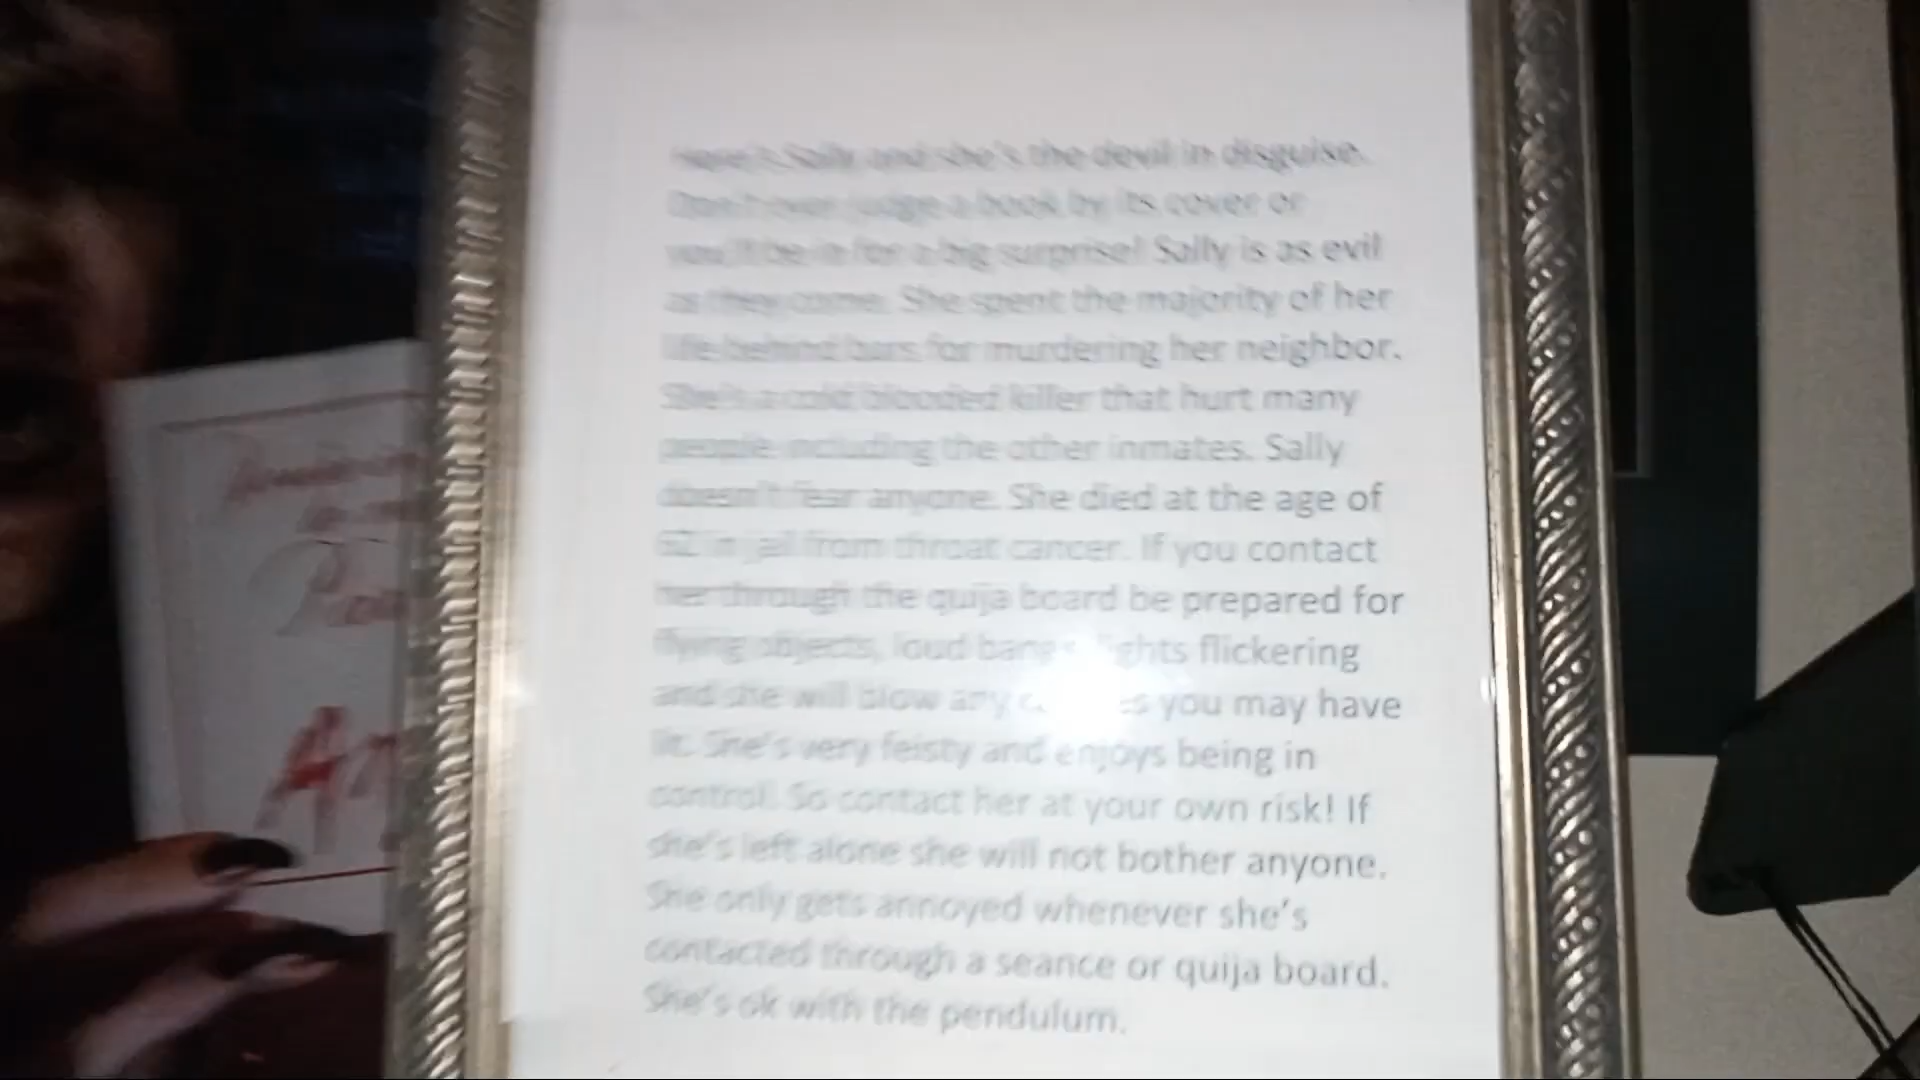 Here's Sally and she's the devil in disguise.
Don't ever judge a book by its cover or
you'll be in for a big surprise! Sally is as evil
as they come. She spent the majority of her
life behind bars for murdering her neighbor.
She's a cold blooded killer that hurt many
people including the other inmates. Sally
doesn't fear anyone. She died at the age of
62 in jail from throat cancer. If you contact
her through the quija board be prepared for
flying objects, loud bangs, lights flickering
and she will blow any you may have
lit. She's very feisty and enjoys being in
control. So contact her at your own risk! If
she's left alone she will not bother anyone.
She only gets annoyed whenever she's
contacted through a seance or quija board.
She's ok with the pendulum.